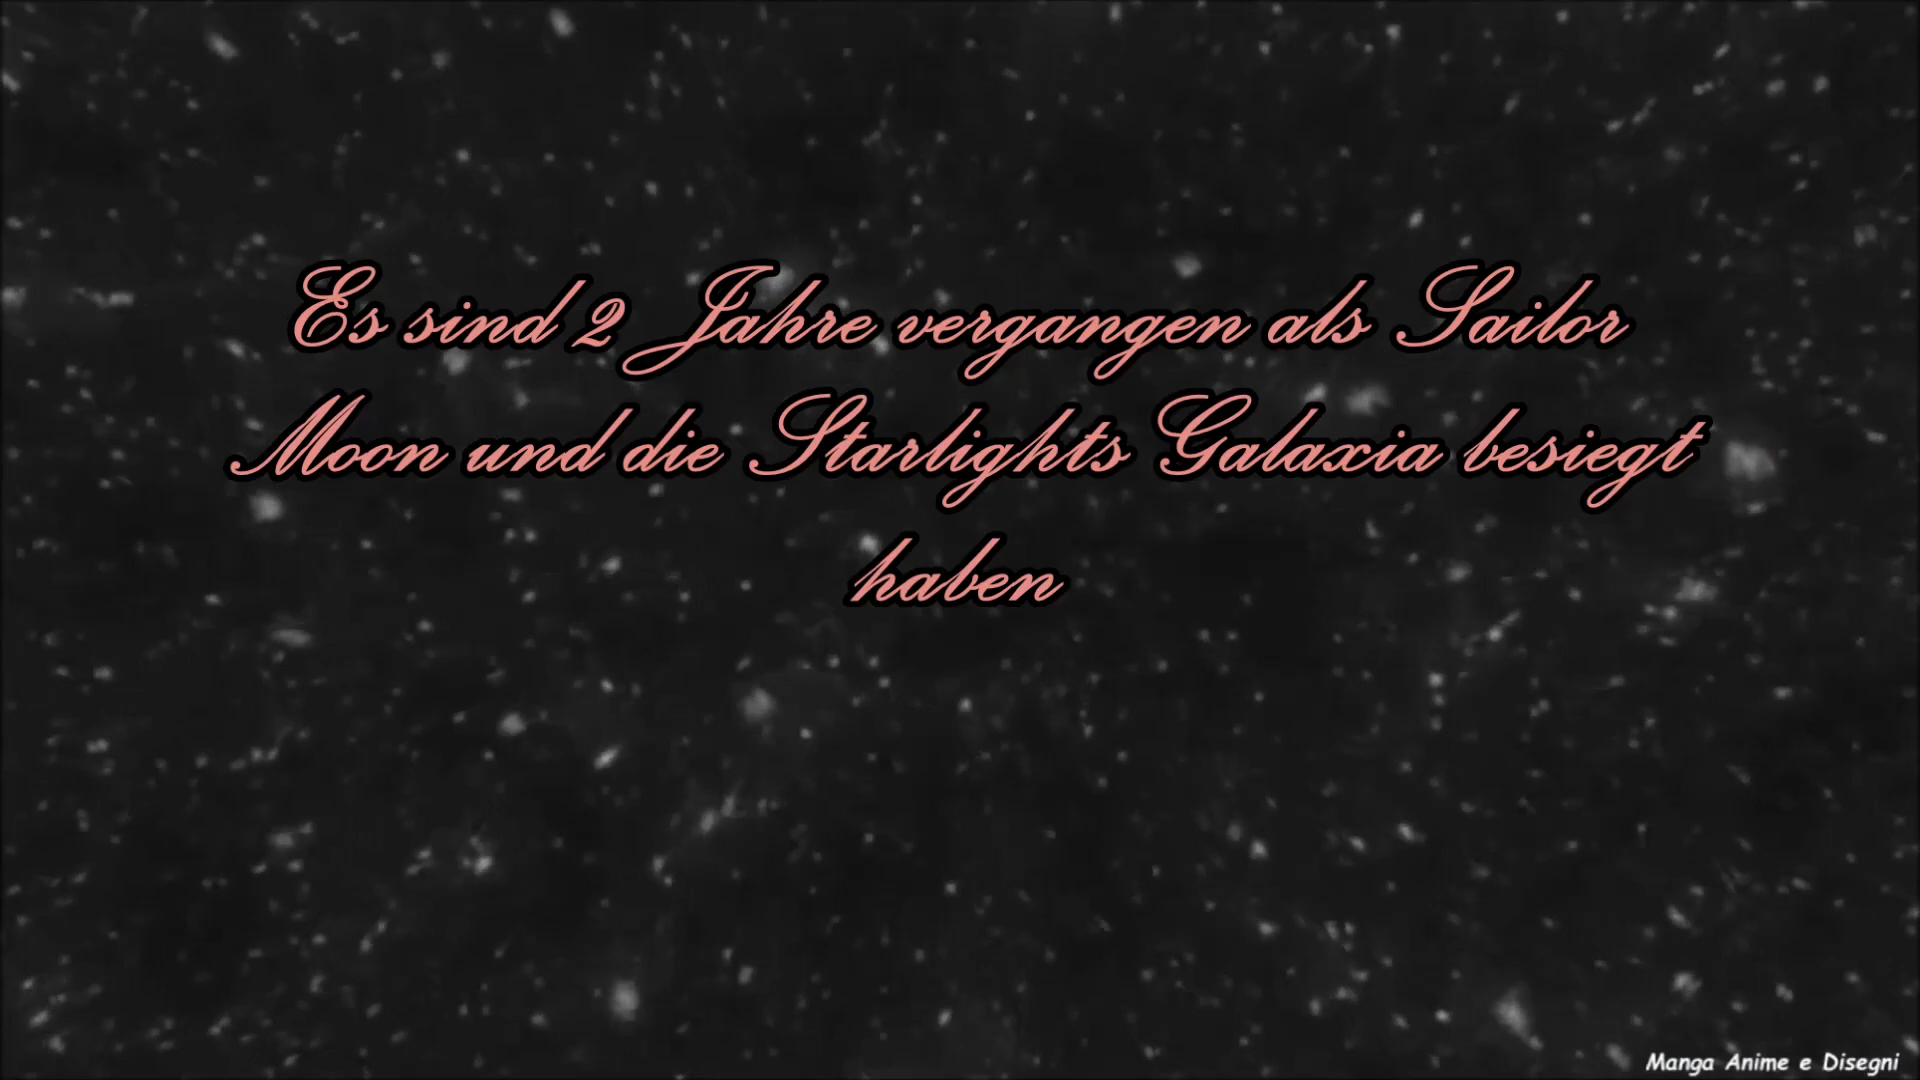 Es sind 2 Jahre vergangen als Sailor
Moon und die Starlights Galaxia besiegt
haben
Manga Anime e Disegni